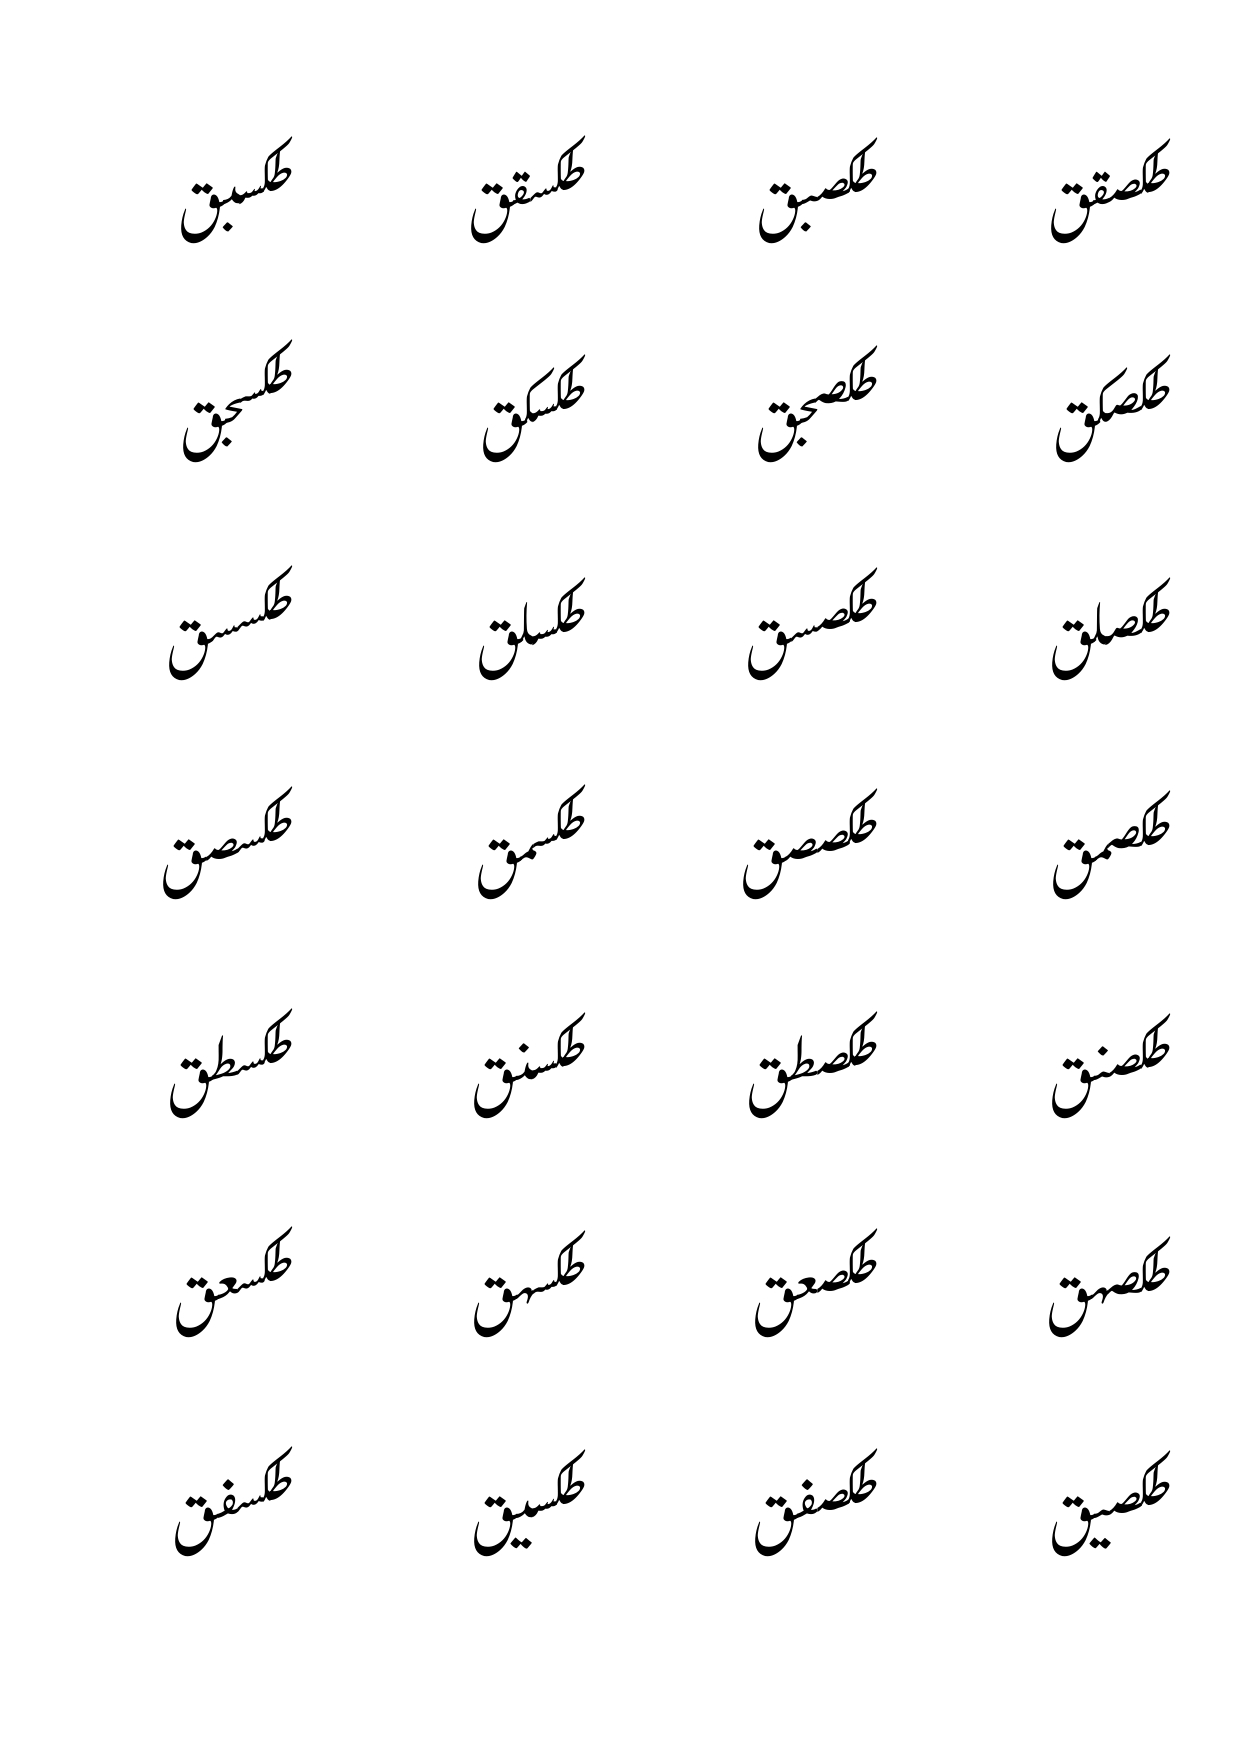 طكصقق طكصبق طكسقق طكسبق
طكصكق طكصجق طكسكق طكسجق
طكصلق طكصسق طكسلق طكسسق
طكصمق طكصصق طكسمق طكسصق
طكصنق طكصطق طكسنق طكسطق
طكصهق طكصعق طكسهق طكسعق
طكصيق طكصفق طكسيق طكسفق